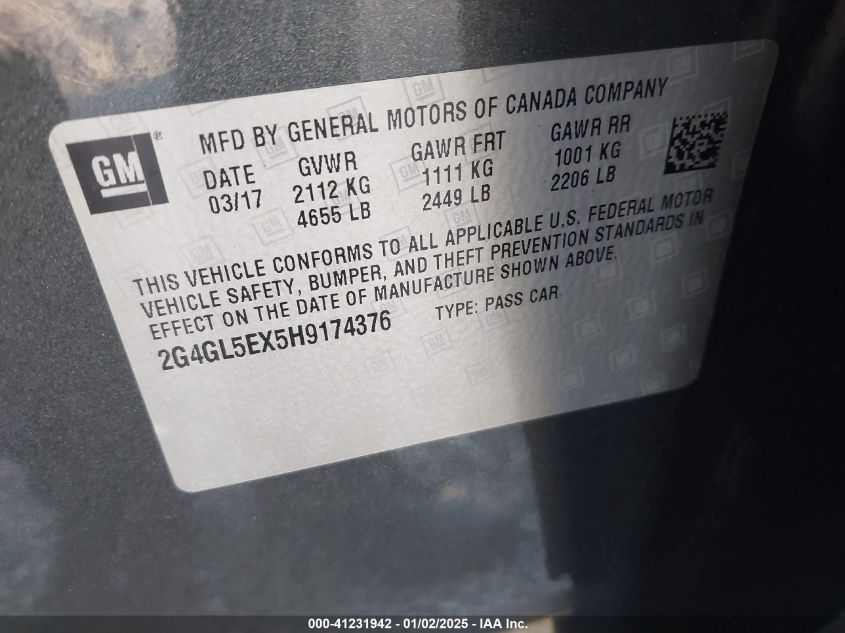 GM ®
MFD BY GENERAL MOTORS OF CANADA COMPANY
DATE GVWR GAWR FRT GAWR RR
03/17 2112 KG 1111 KG 1001 KG
4655 LB 2449 LB 2206 LB
THIS VEHICLE CONFORMS TO ALL APPLICABLE U.S. FEDERAL MOTOR
VEHICLE SAFETY, BUMPER, AND THEFT PREVENTION STANDARDS IN
EFFECT ON THE DATE OF MANUFACTURE SHOWN ABOVE.
2G4GL5EX5H9174376 TYPE: PASS CAR
000-41231942 - 01/02/2025 - IAA Inc.